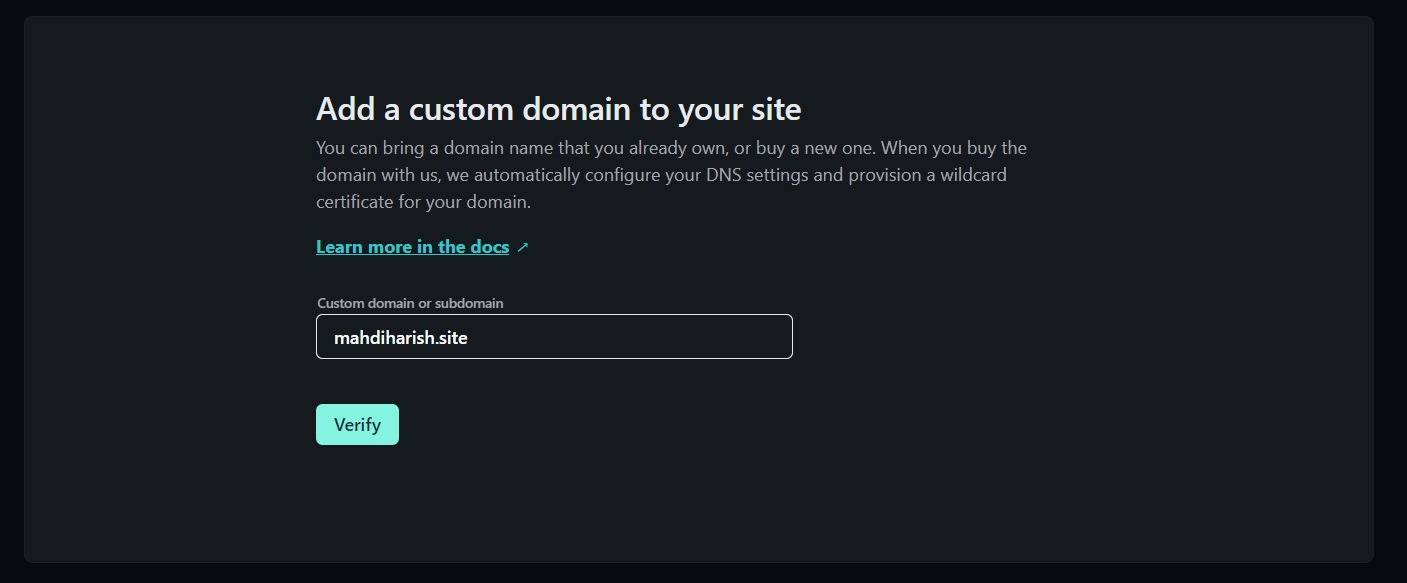 Add a custom domain to your site
You can bring a domain name that you already own, or buy a new one. When you buy the
domain with us, we automatically configure your DNS settings and provision a wildcard
certificate for your domain.
Learn more in the docs ↗
Custom domain or subdomain
mahdiharish.site
Verify